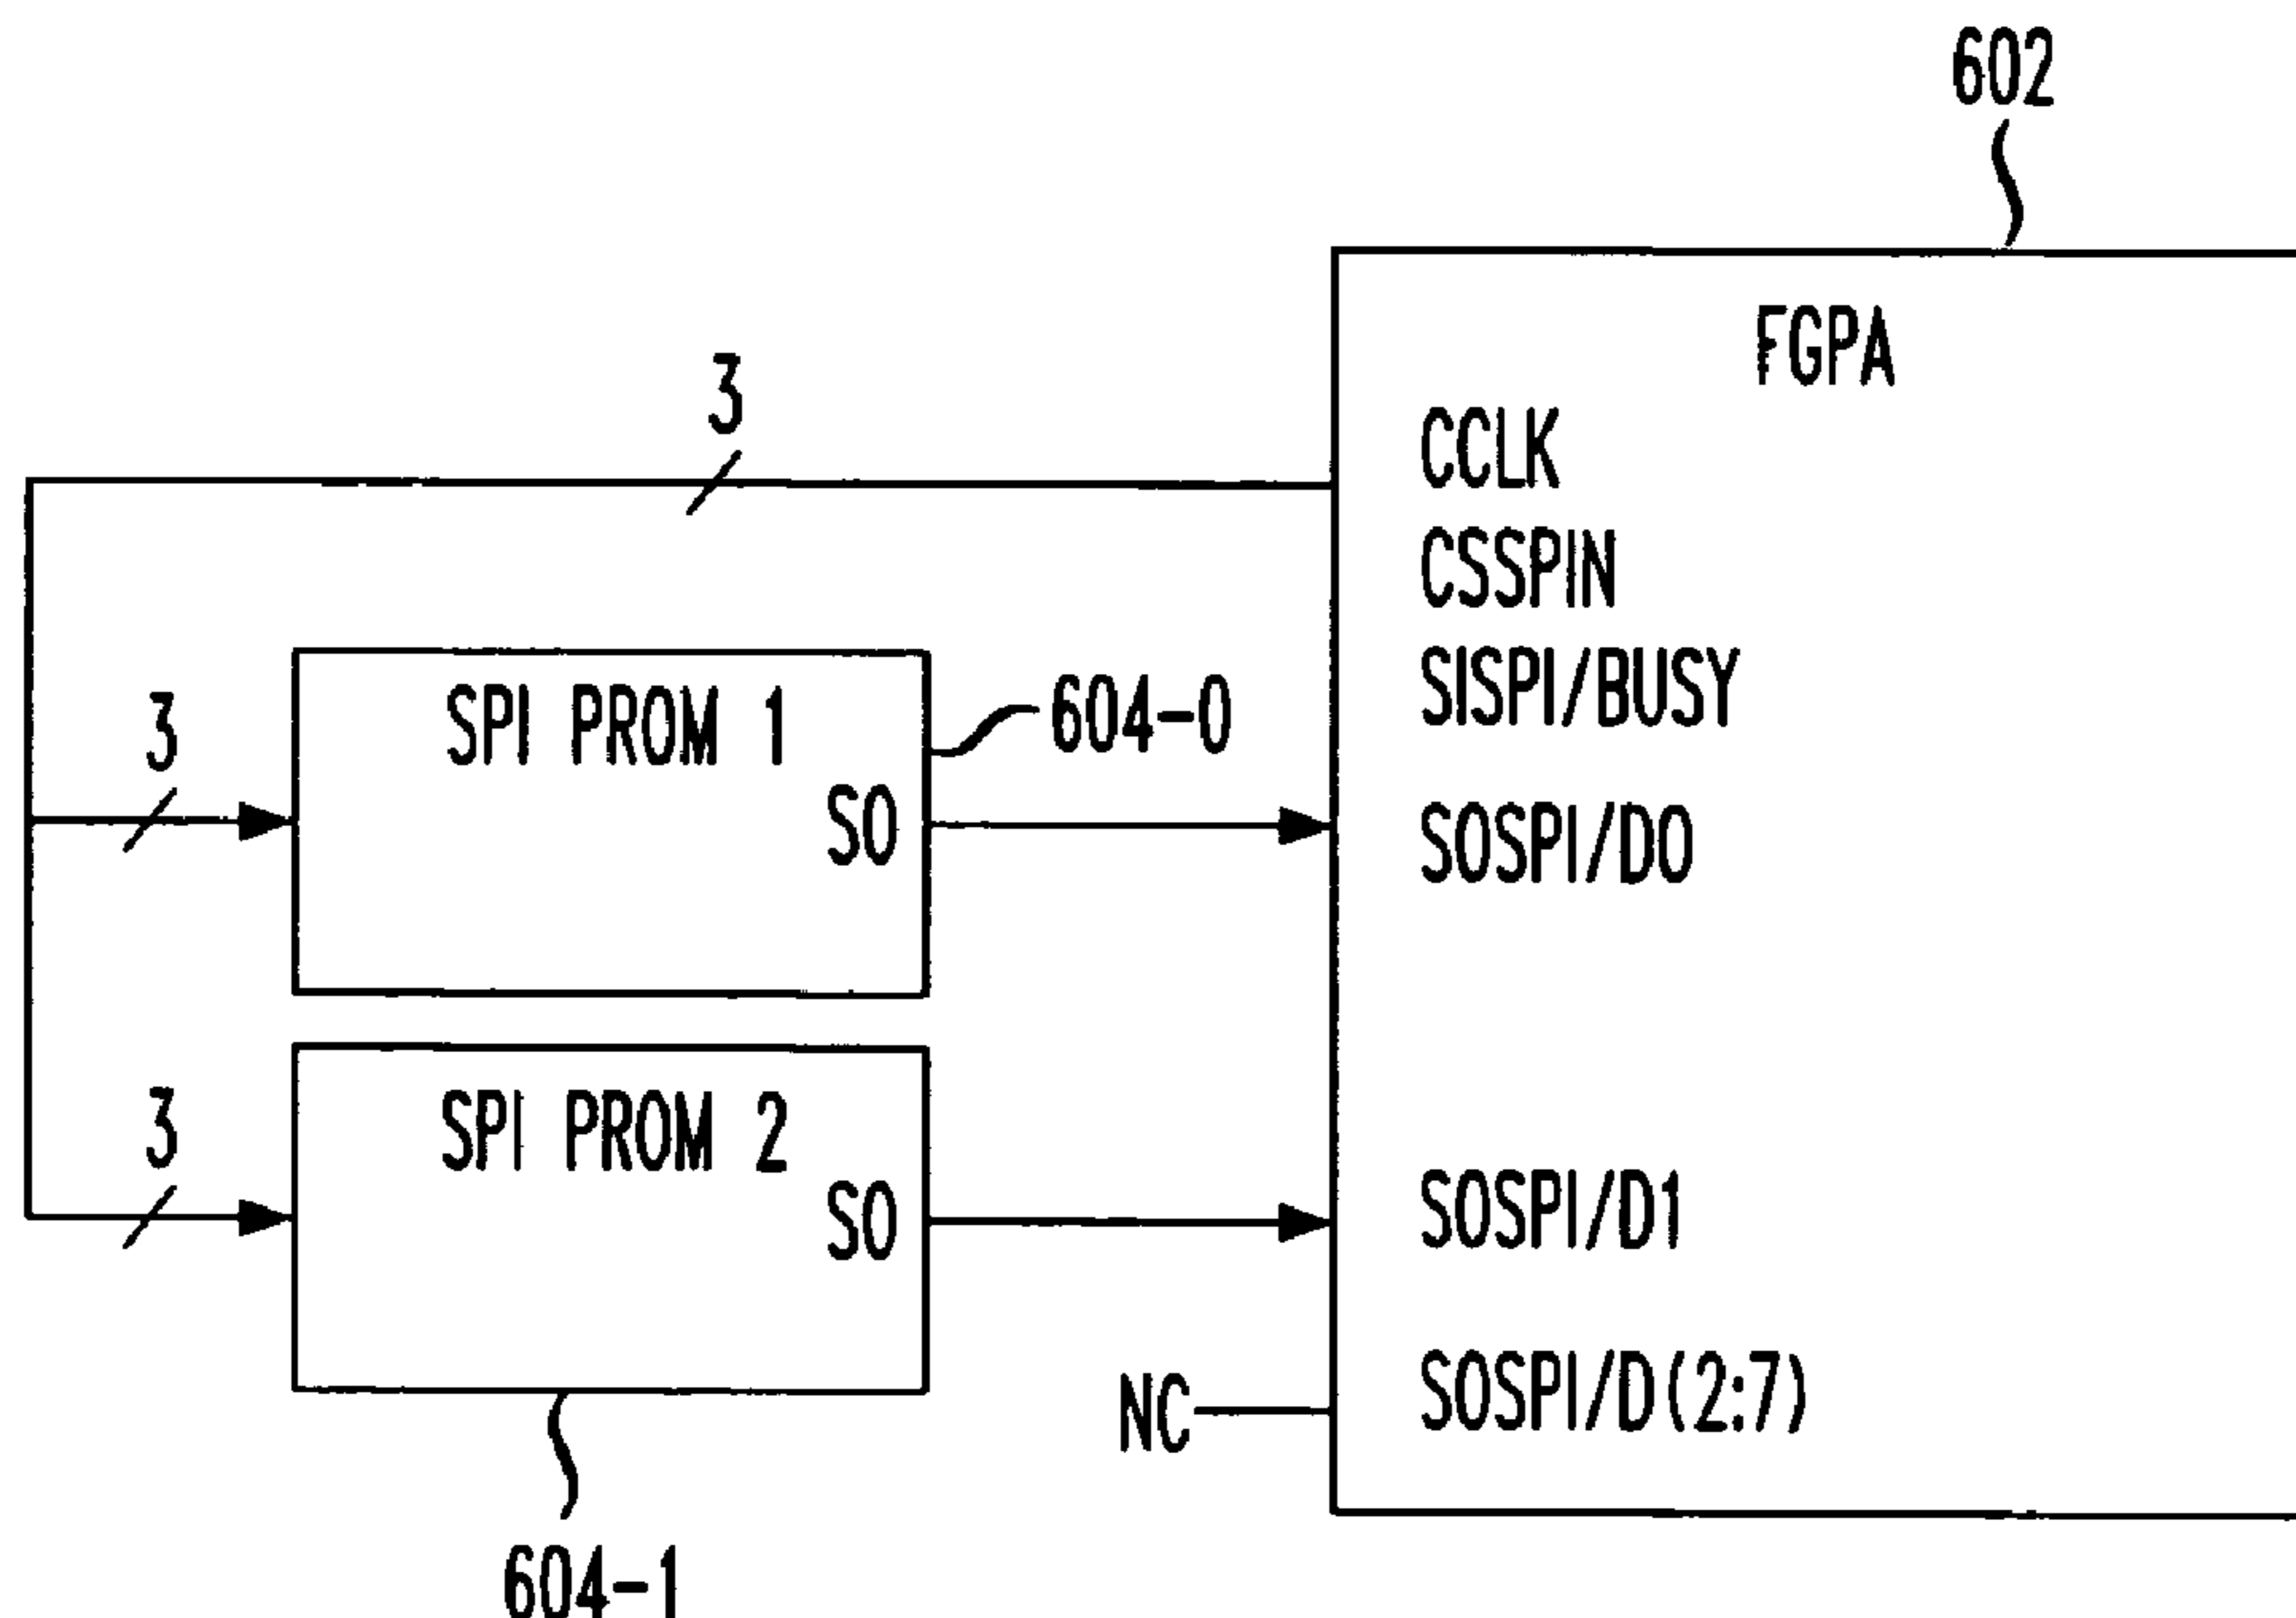 602
FGPA
3
CCLK
CSSPIN
SISPI/BUSY
3
SPI PROM 1
604-0
SO
SOSPI/D0
3
SPI PROM 2
SO
SOSPI/D1
NC
SOSPI/D(2:7)
604-1